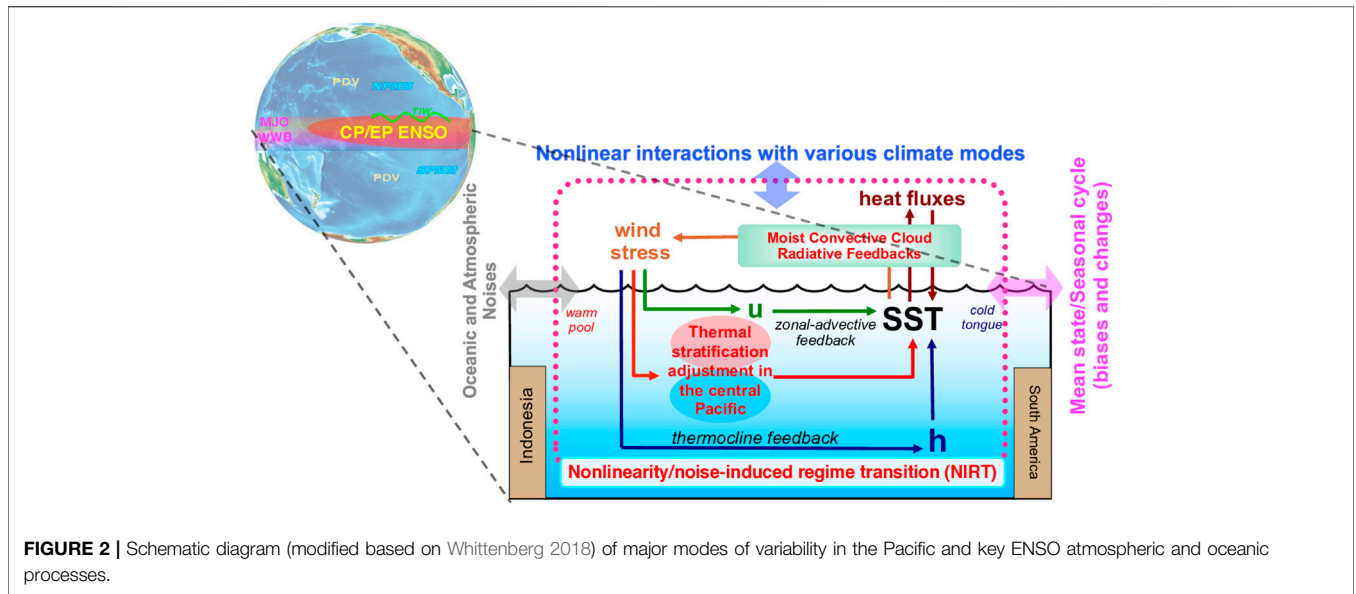 PDV
NPMM
TIW
MJO
WWB
CP/EP ENSO
PDV
SPMM
Nonlinear interactions with various climate modes
heat fluxes
wind
stress
Moist Convective Cloud
Radiative Feedbacks
Oceanic and Atmospheric
Noises
Mean state/Seasonal cycle
(biases and changes)
warm
pool
u
zonal-advective
feedback
SST
cold
tongue
Thermal
stratification
adjustment in
the central
Pacific
Indonesia
South America
thermocline feedback
h
Nonlinearity/noise-induced regime transition (NIRT)
FIGURE 2 | Schematic diagram (modified based on Whittenberg 2018) of major modes of variability in the Pacific and key ENSO atmospheric and oceanic
processes.